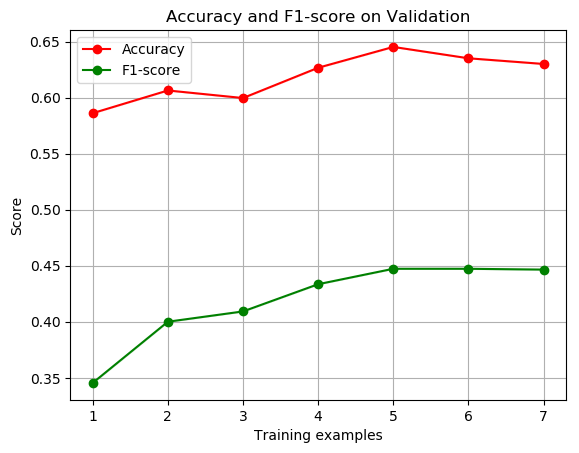 Accuracy and F1-score on Validation
Accuracy
F1-score
0.65
0.60
0.55
0.50
0.45
0.40
0.35
Score
1 2 3 4 5 6 7
Training examples